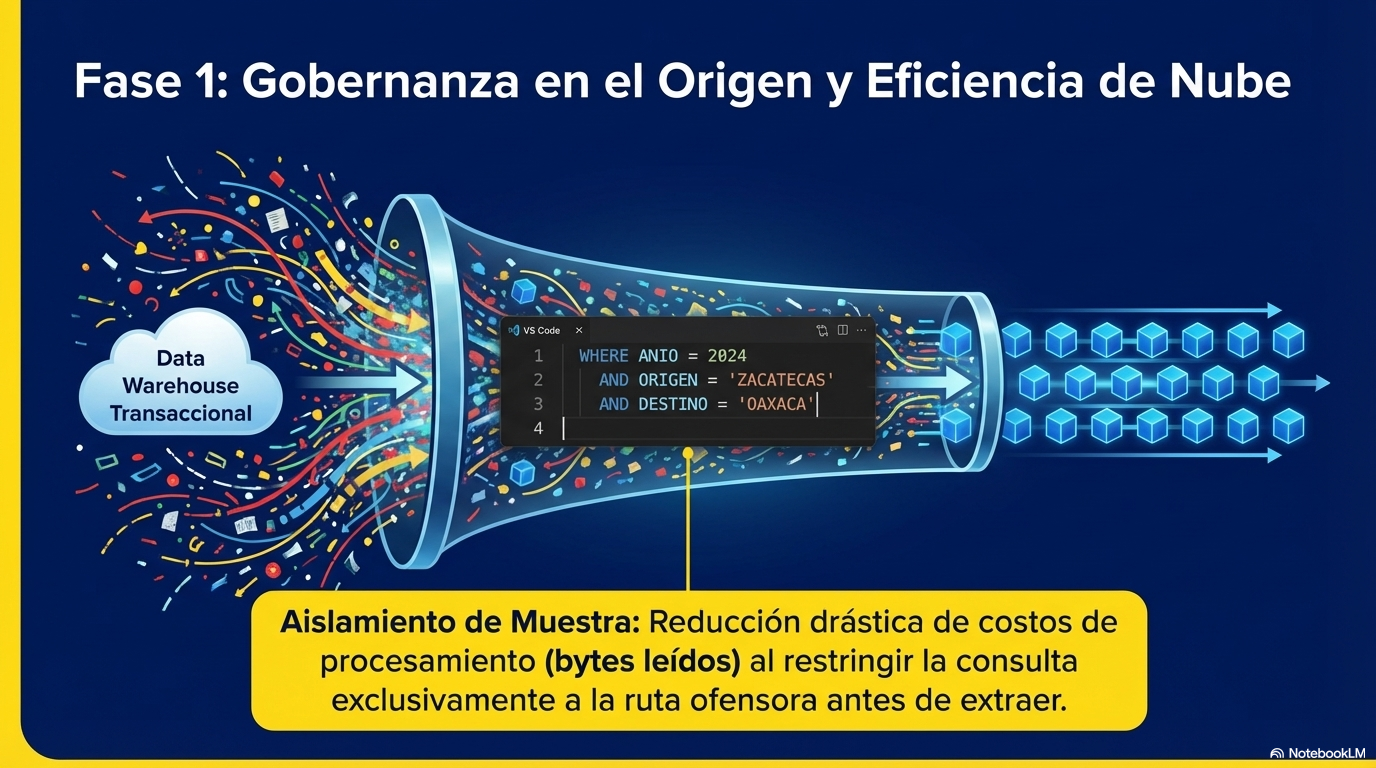 Fase 1: Gobernanza en el Origen y Eficiencia de Nube
Data
Warehouse
Transaccional
VS Code
1 WHERE ANIO = 2024
2 AND ORIGEN = 'ZACATECAS'
3 AND DESTINO = 'OAXACA'
4
Aislamiento de Muestra: Reducción drástica de costos de
procesamiento (bytes leídos) al restringir la consulta
exclusivamente a la ruta ofensora antes de extraer.
NotebookLM